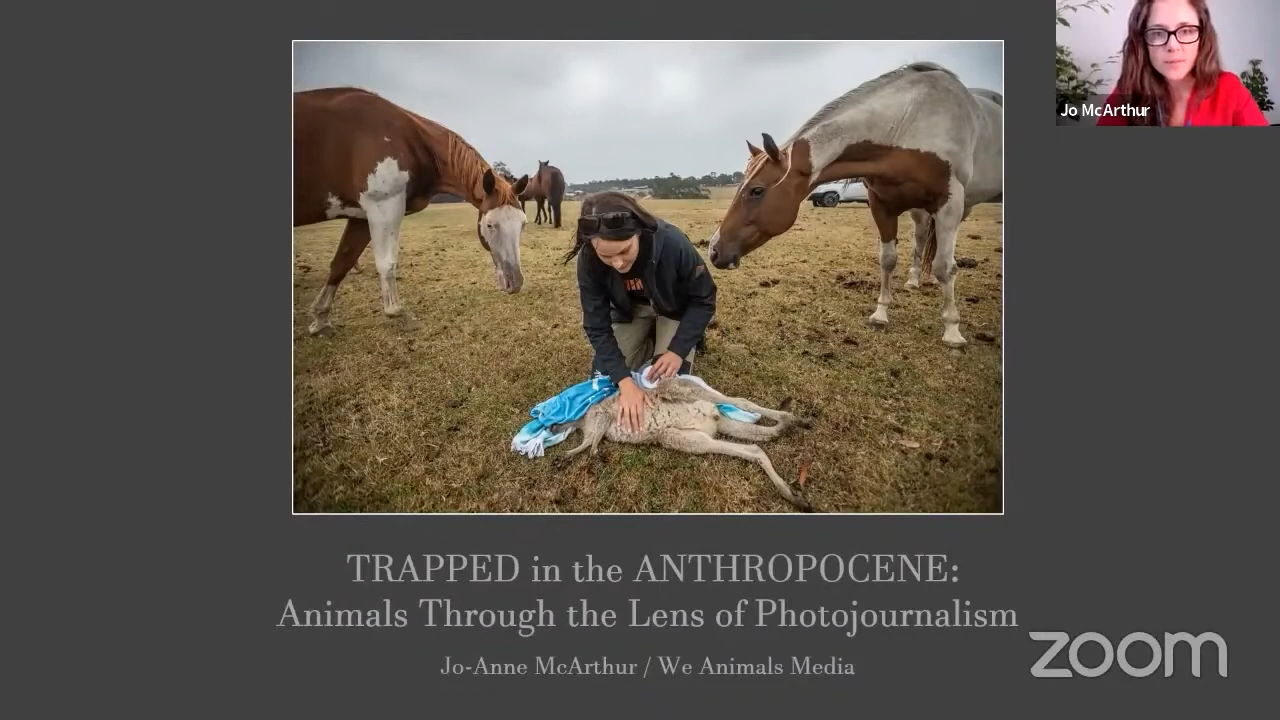 Jo McArthur
TRAPPED in the ANTHROPOCENE:
Animals Through the Lens of Photojournalism
Jo-Anne McArthur / We Animals Media
zoom